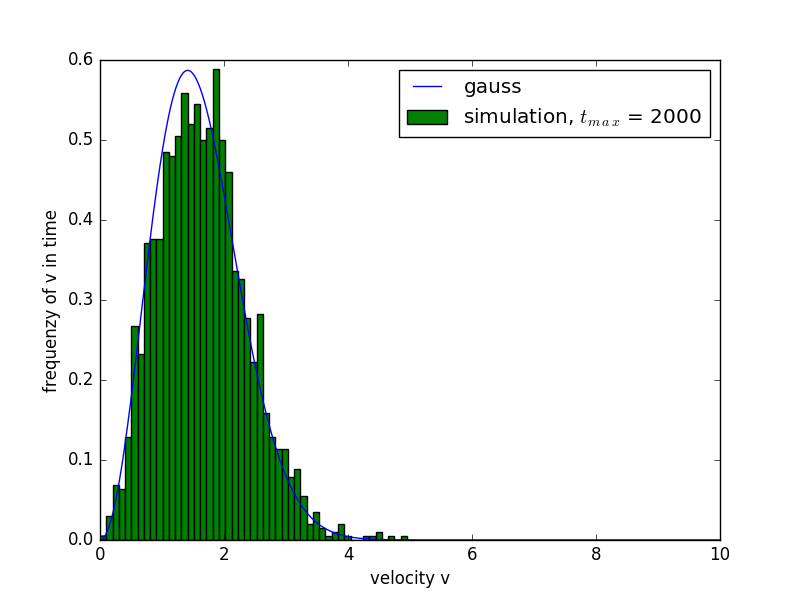 0.6
0.5
0.4
0.3
0.2
0.1
0.0
frequenzy of v in time
gauss
simulation, t_{max} = 2000
0 2 4 6 8 10
velocity v